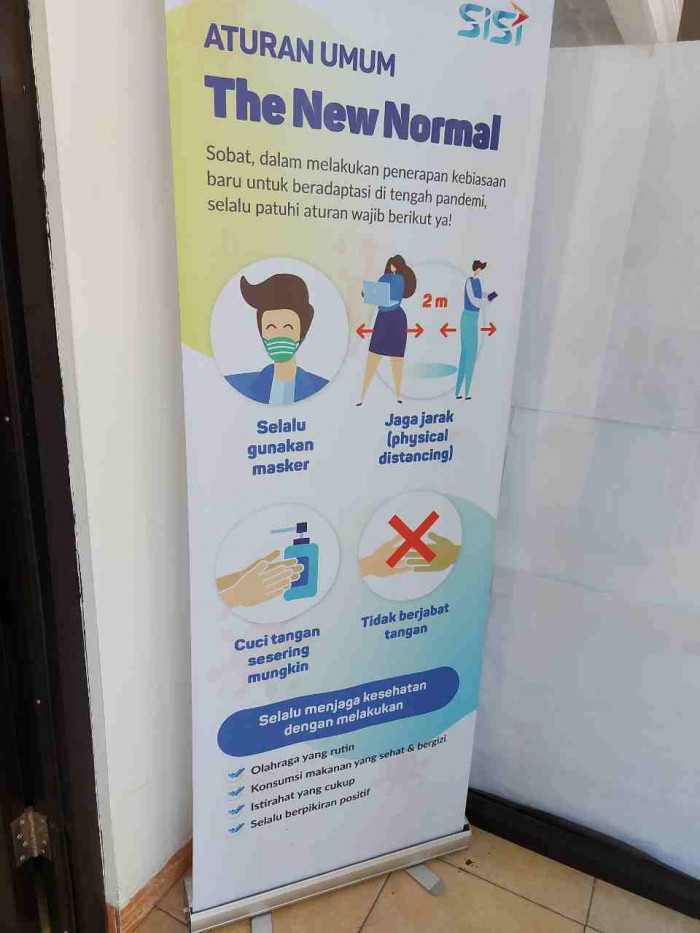 SiSi
ATURAN UMUM
The New Normal
Sobat, dalam melakukan penerapan kebiasaan
baru untuk beradaptasi di tengah pandemi,
selalu patuhi aturan wajib berikut ya!
2 m
Selalu
gunakan
masker
Jaga jarak
(physical
distancing)
Cuci tangan
sesering
mungkin
Tidak berjabat
tangan
Selalu menjaga kesehatan
dengan melakukan
Olahraga yang rutin
Konsumsi makanan yang sehat & bergizi
Istirahat yang cukup
Selalu berpikiran positif